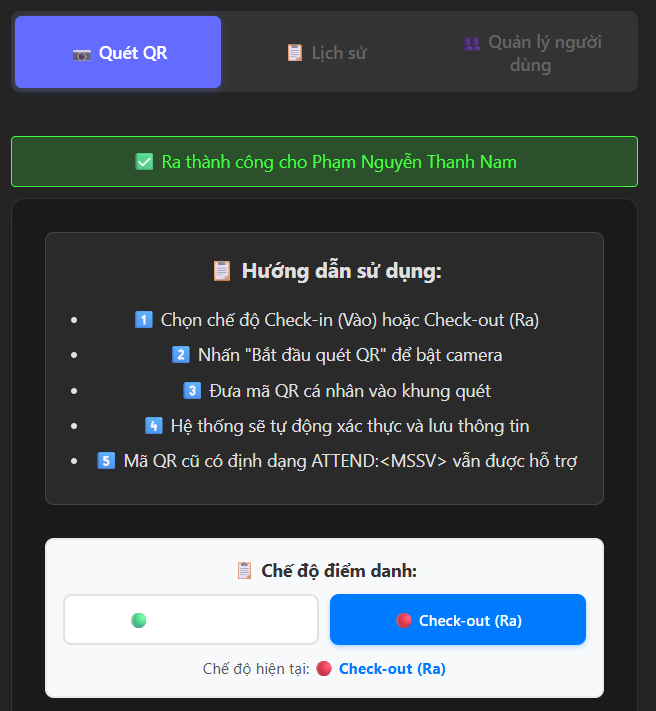 📷 Quét QR
📋 Lịch sử
👥 Quản lý người
dùng
✅ Ra thành công cho Phạm Nguyễn Thanh Nam
📋 Hướng dẫn sử dụng:
• 1️⃣ Chọn chế độ Check-in (Vào) hoặc Check-out (Ra)
• 2️⃣ Nhấn "Bắt đầu quét QR" để bật camera
• 3️⃣ Đưa mã QR cá nhân vào khung quét
• 4️⃣ Hệ thống sẽ tự động xác thực và lưu thông tin
• 5️⃣ Mã QR cũ có định dạng ATTEND:<MSSV> vẫn được hỗ trợ
📋 Chế độ điểm danh:
🟢
🔴 Check-out (Ra)
Chế độ hiện tại: 🔴 Check-out (Ra)